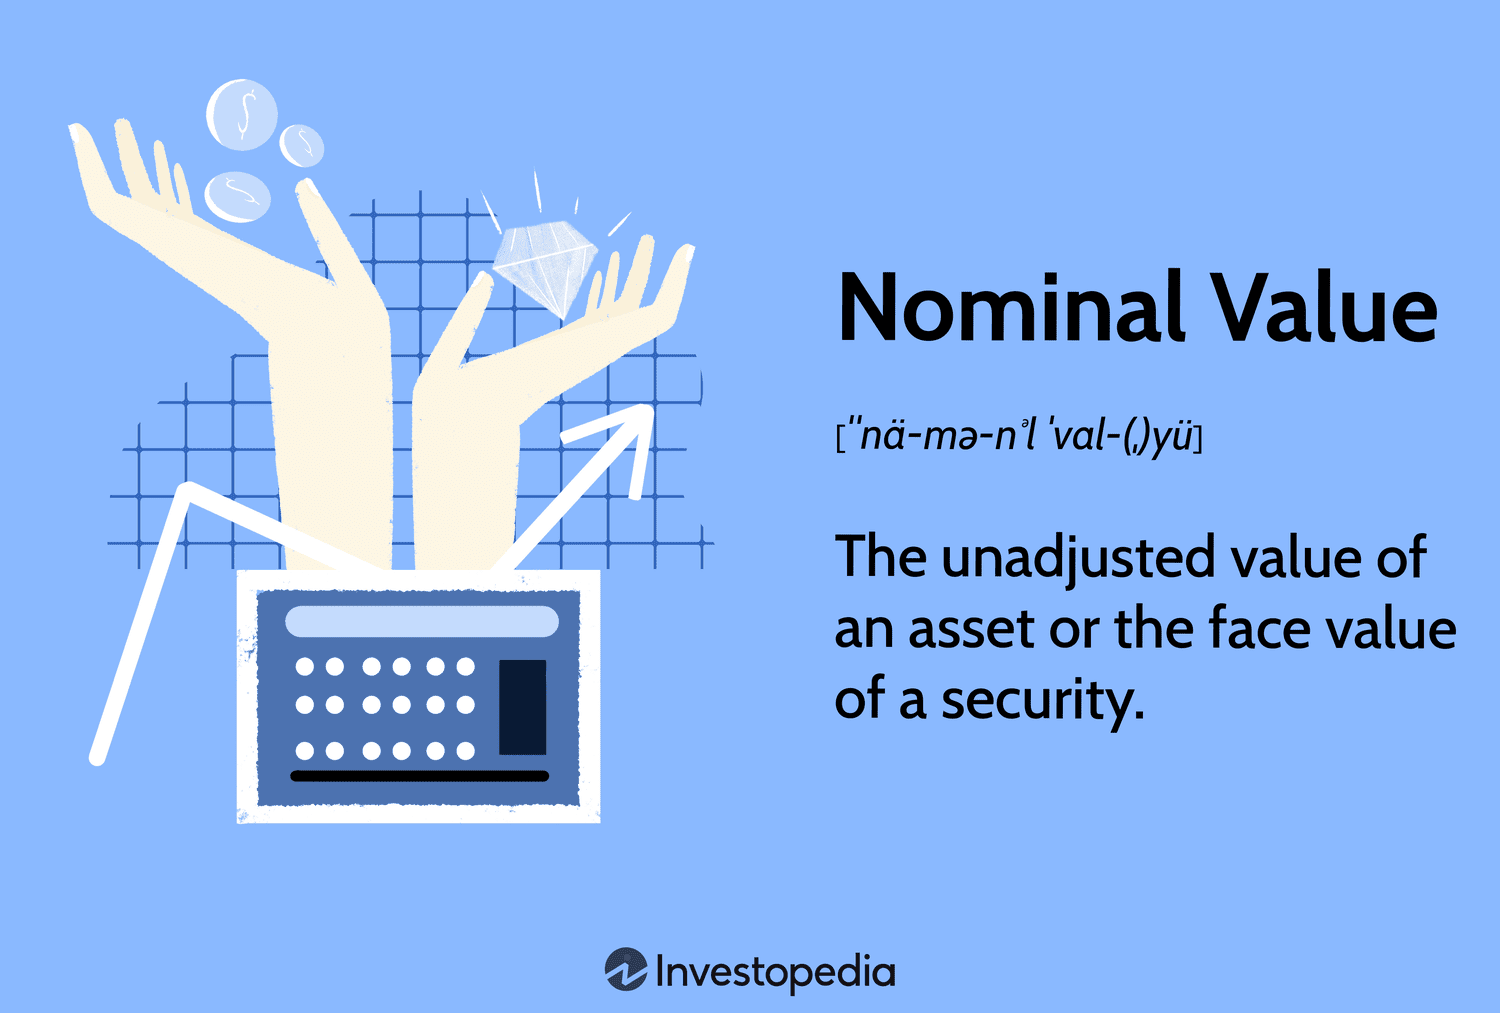 Nominal Value
[ˈˈnä-mə-nᵊl ˈval-(ˌ)yü]
The unadjusted value of
an asset or the face value
of a security.
Investopedia